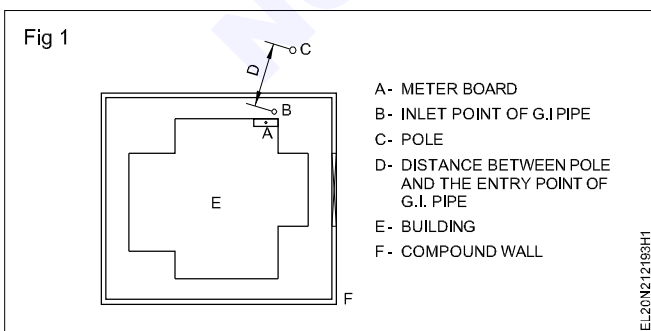 Fig 1
C
D
B
A
E
F
A- METER BOARD
B- INLET POINT OF G.I PIPE
C- POLE
D- DISTANCE BETWEEN POLE
AND THE ENTRY POINT OF
G.I. PIPE
E- BUILDING
F- COMPOUND WALL
EL20N212193H1